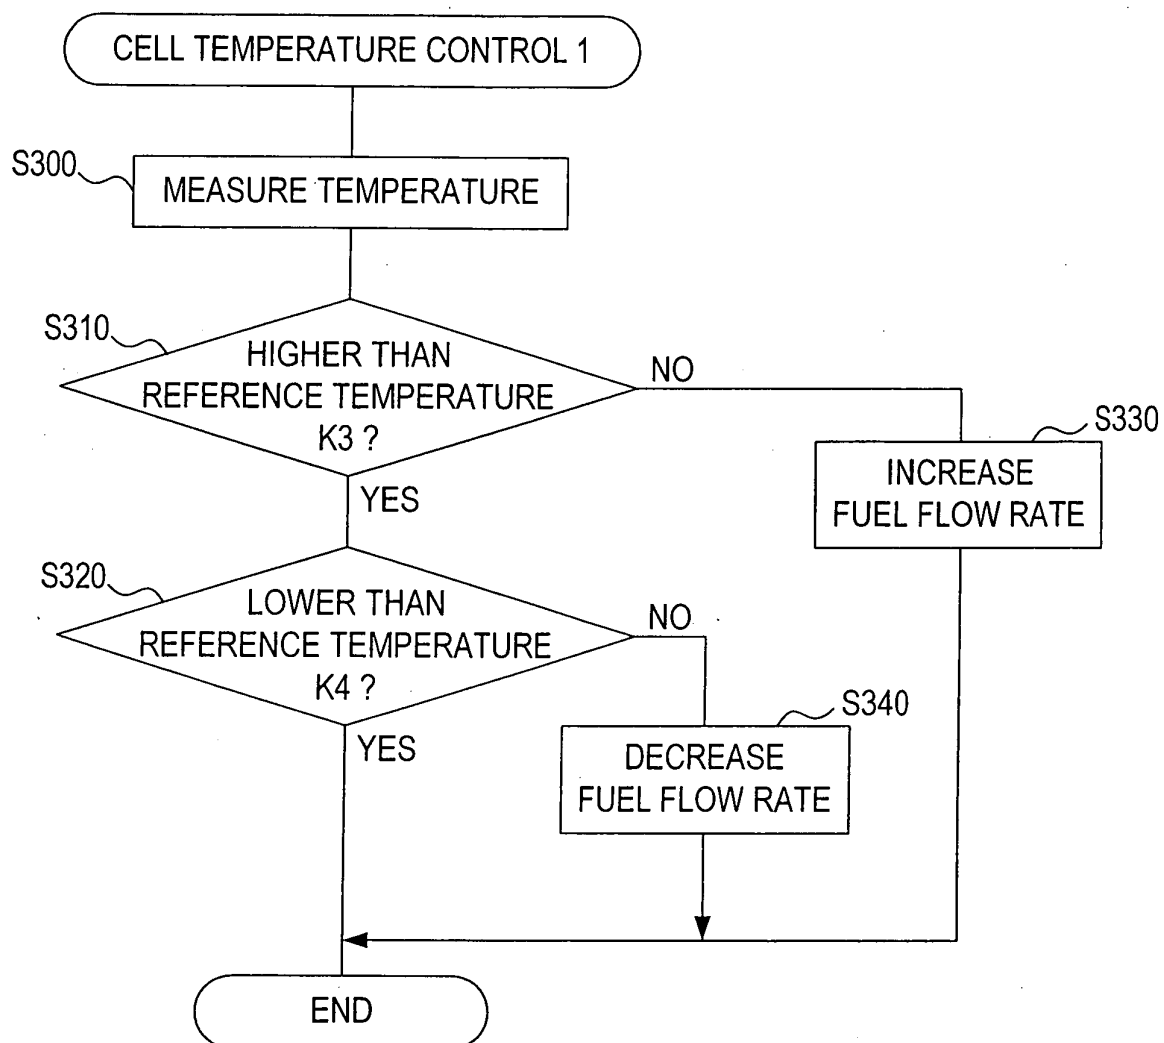 CELL TEMPERATURE CONTROL 1
S300
MEASURE TEMPERATURE
S310
HIGHER THAN
REFERENCE TEMPERATURE
K3 ?
NO
YES
S330
INCREASE
FUEL FLOW RATE
S320
LOWER THAN
REFERENCE TEMPERATURE
K4 ?
NO
YES
S340
DECREASE
FUEL FLOW RATE
END